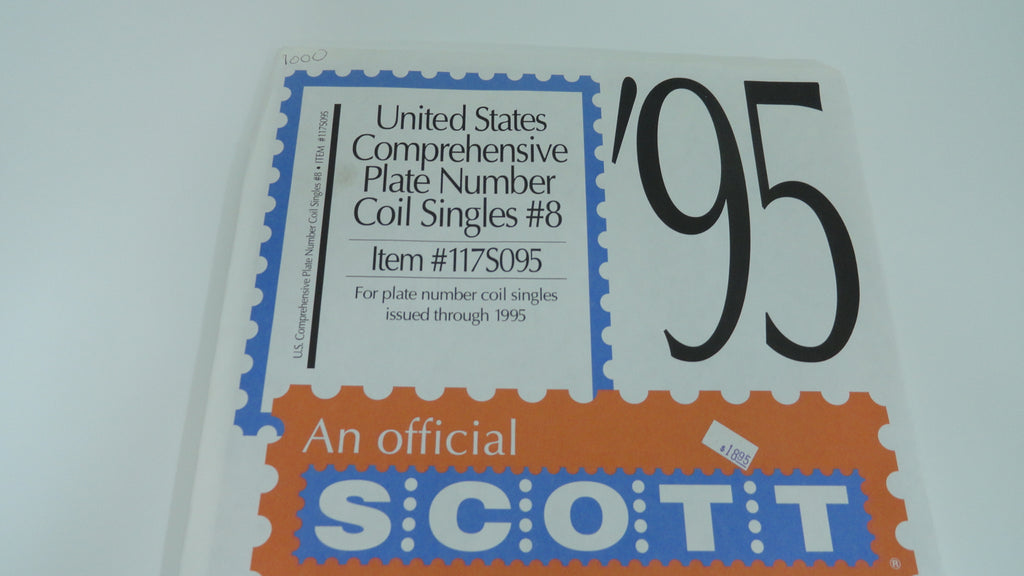 1000
United States
Comprehensive
Plate Number
Coil Singles #8
Item #117S095
For plate number coil singles
issued through 1995
U.S. Comprehensive Plate Number Coil Singles #8 • ITEM #117S095
'95
An official
$18.95
SCOTT
®